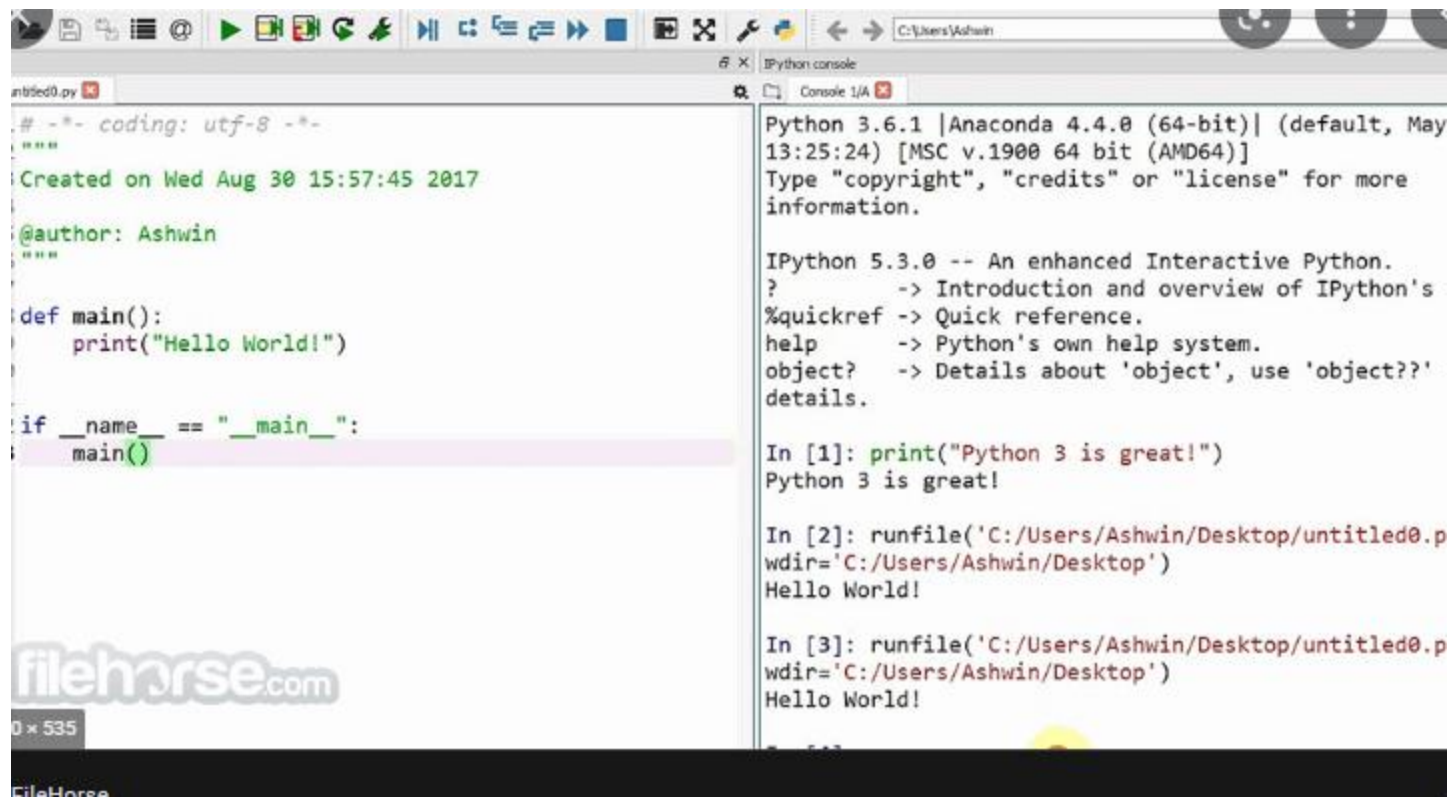 C:\Users\Ashwin
IPython console
untitled0.py
Console 1/A
# -*- coding: utf-8 -*-
"""
Created on Wed Aug 30 15:57:45 2017
@author: Ashwin
"""
def main():
print("Hello World!")
if __name__ == "__main__":
main()
Python 3.6.1 |Anaconda 4.4.0 (64-bit)| (default, May
13:25:24) [MSC v.1900 64 bit (AMD64)]
Type "copyright", "credits" or "license" for more
information.
IPython 5.3.0 -- An enhanced Interactive Python.
? -> Introduction and overview of IPython's
%quickref -> Quick reference.
help -> Python's own help system.
object? -> Details about 'object', use 'object??'
details.
In [1]: print("Python 3 is great!")
Python 3 is great!
In [2]: runfile('C:/Users/Ashwin/Desktop/untitled0.p
wdir='C:/Users/Ashwin/Desktop')
Hello World!
In [3]: runfile('C:/Users/Ashwin/Desktop/untitled0.p
wdir='C:/Users/Ashwin/Desktop')
Hello World!
filehorse.com
0 × 535
FileHorse